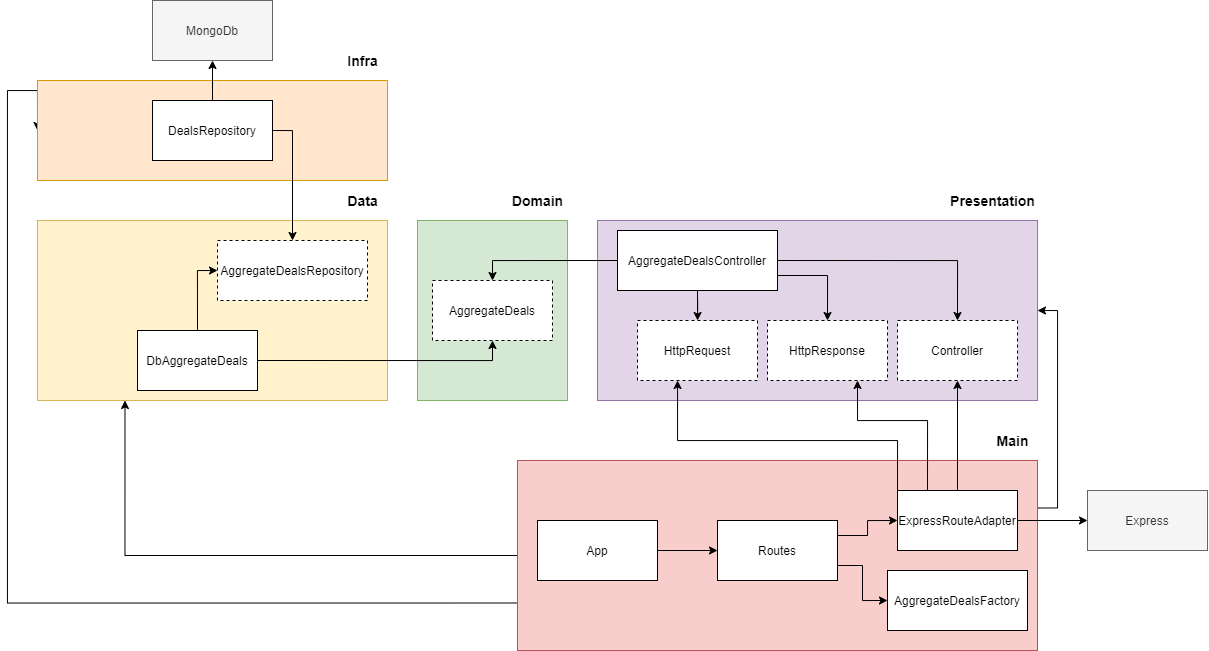 MongoDb
Infra
DealsRepository
Data
Domain
Presentation
AggregateDealsRepository
AggregateDealsController
AggregateDeals
HttpRequest
HttpResponse
Controller
DbAggregateDeals
Main
App
Routes
ExpressRouteAdapter
Express
AggregateDealsFactory